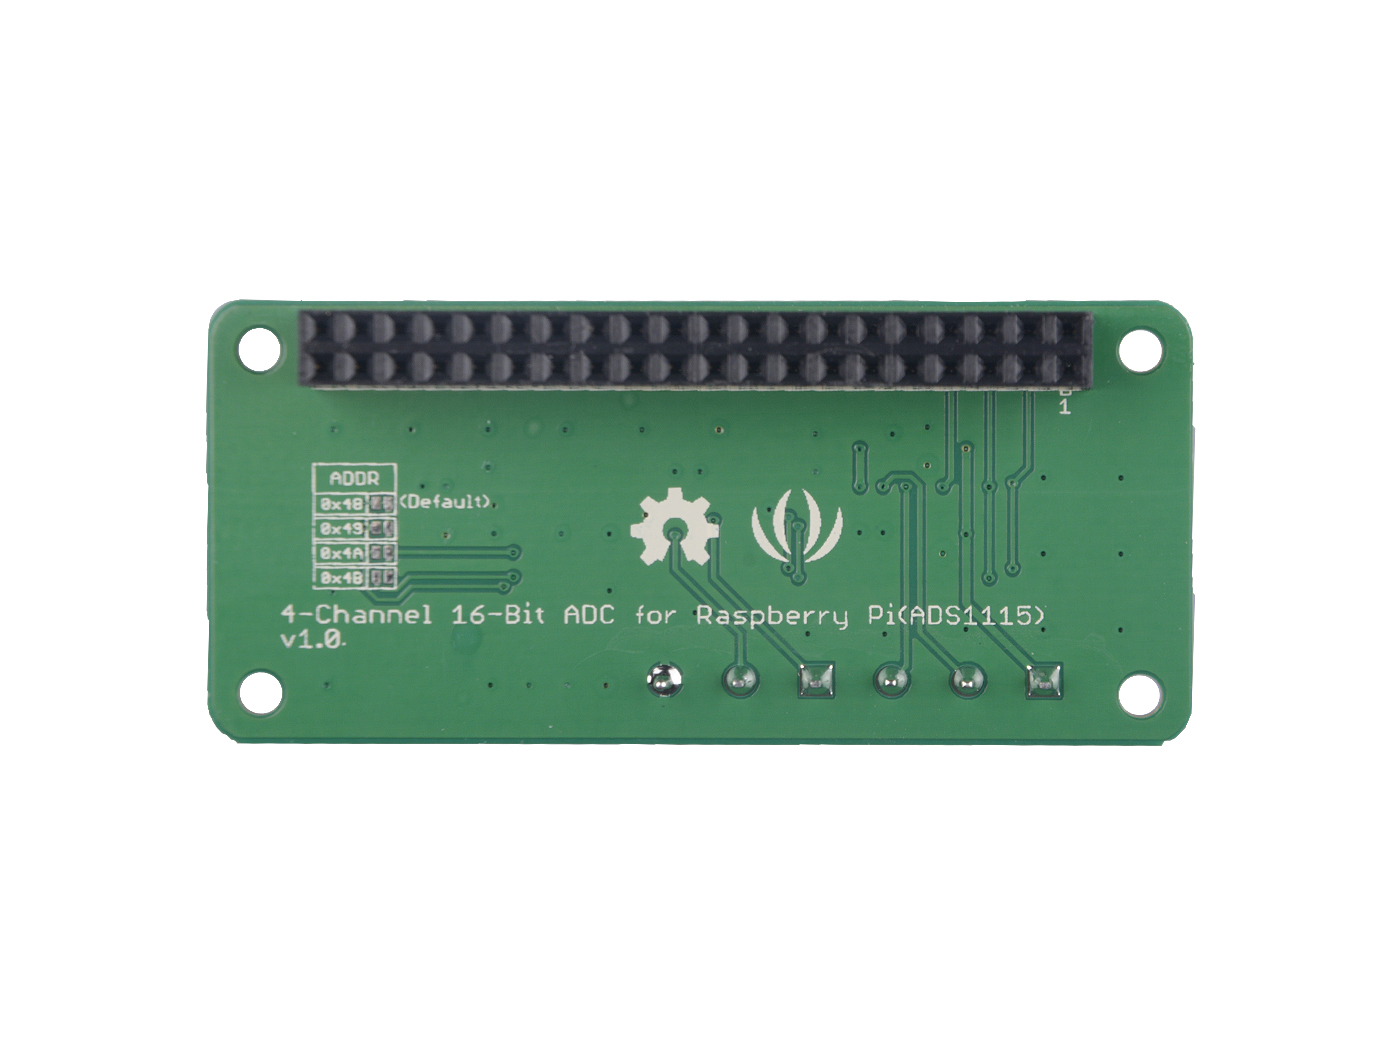 1
ADDR
0x48 (Default)
0x49
0x4A
0x4B
4-Channel 16-Bit ADC for Raspberry Pi(ADS1115)
v1.0